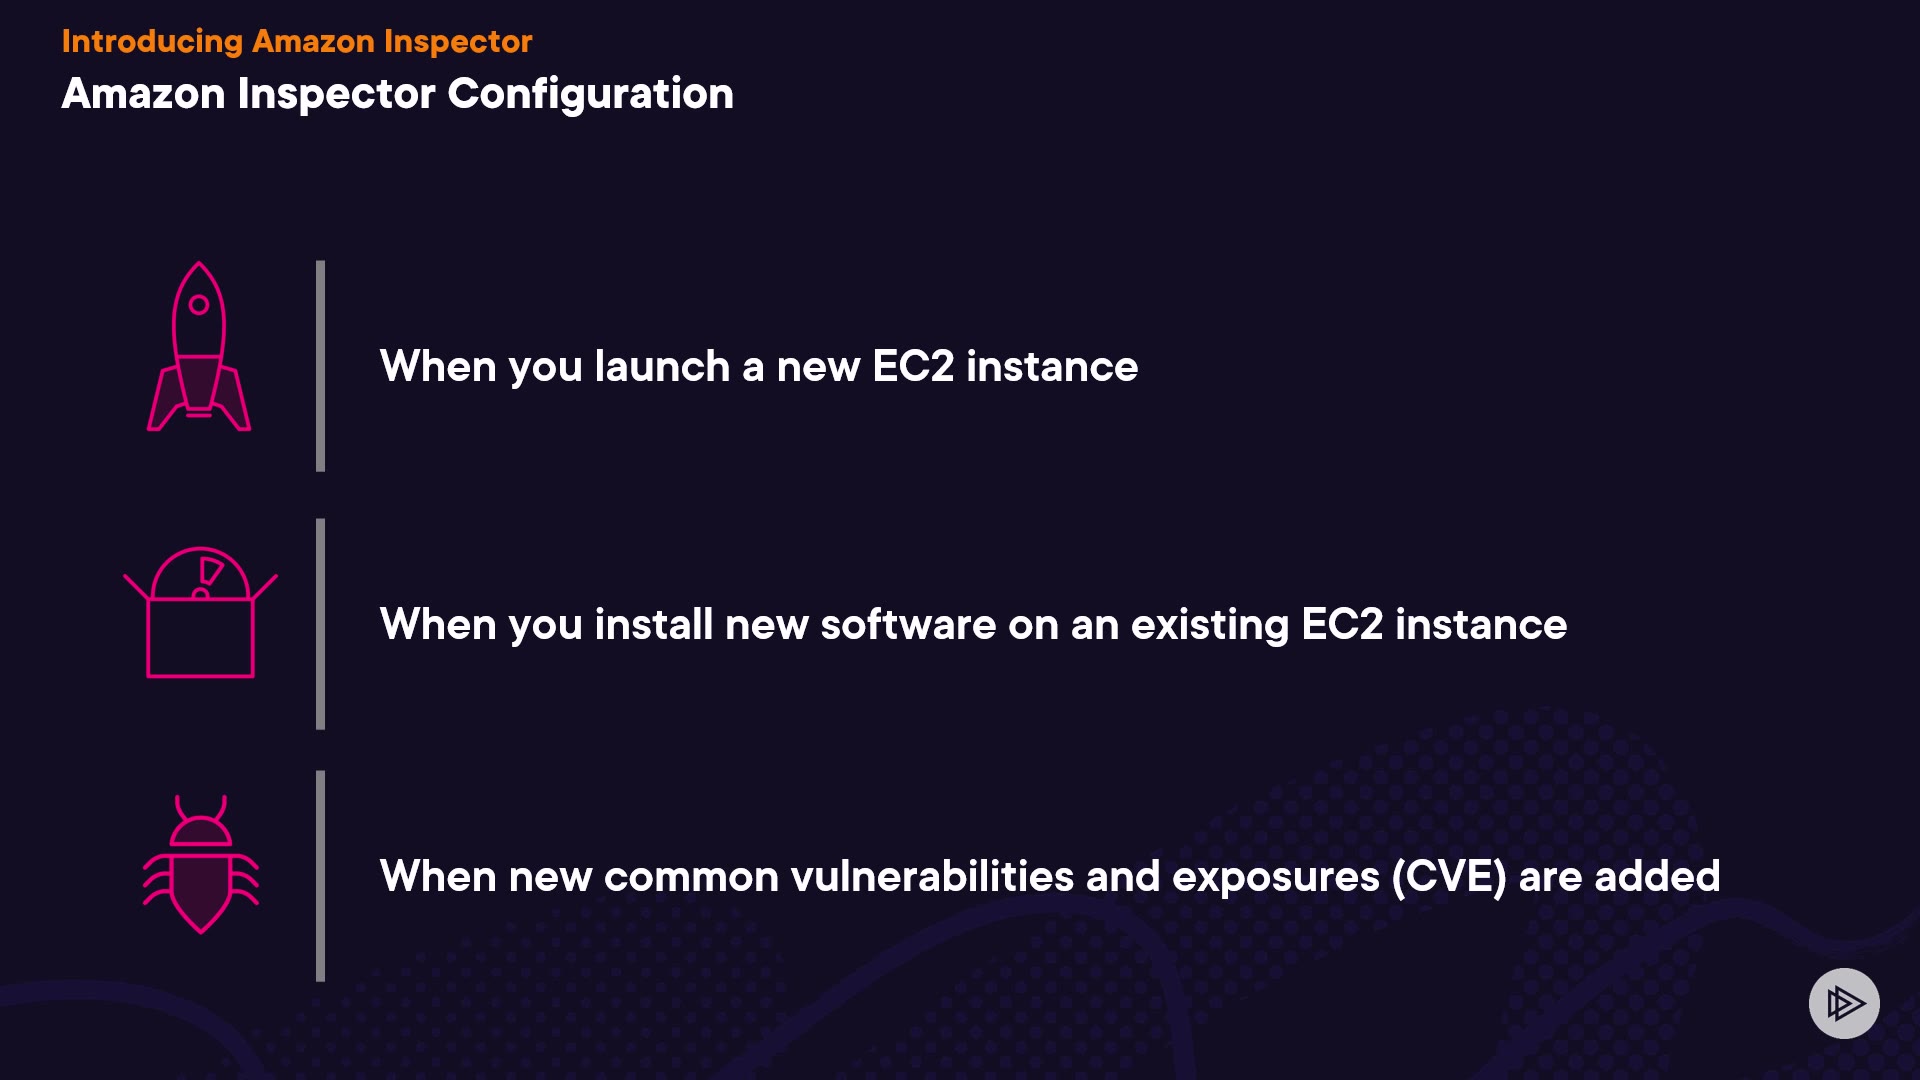 Introducing Amazon Inspector
Amazon Inspector Configuration
When you launch a new EC2 instance
When you install new software on an existing EC2 instance
When new common vulnerabilities and exposures (CVE) are added